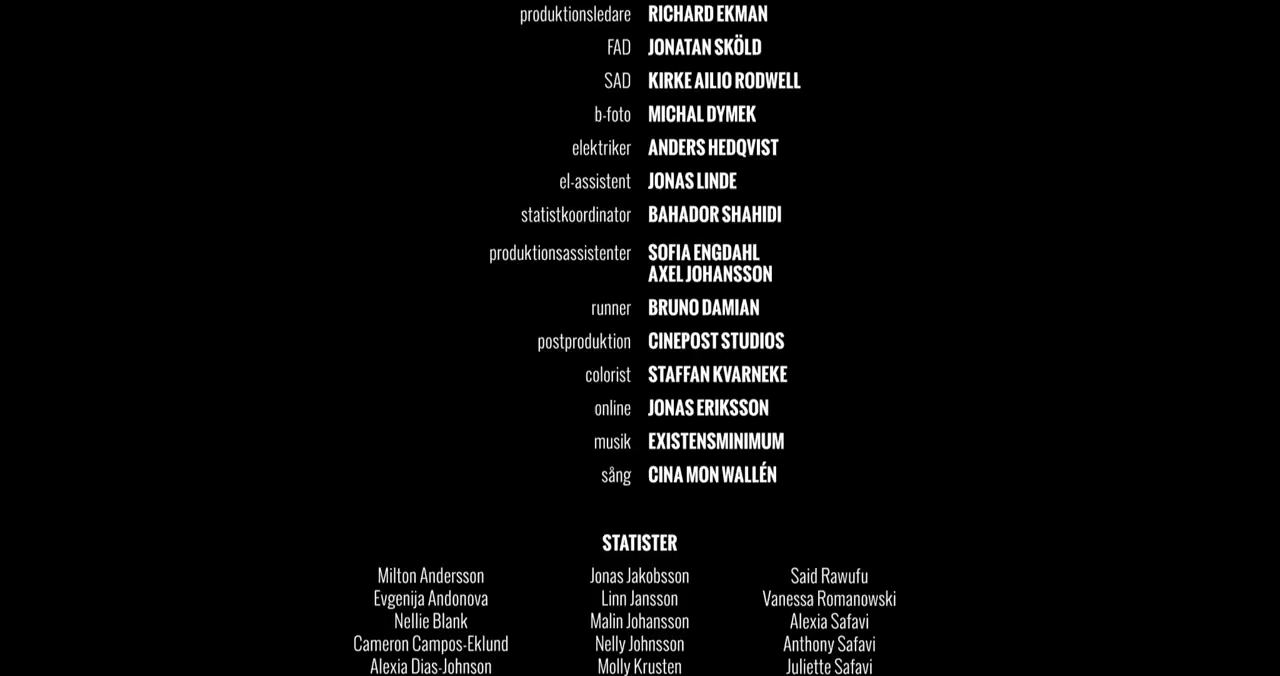 produktionsledare RICHARD EKMAN
FAD JONATAN SKÖLD
SAD KIRKE AILIO RODWELL
b-foto MICHAL DYMEK
elektriker ANDERS HEDQVIST
el-assistent JONAS LINDE
statistkoordinator BAHADOR SHAHIDI
produktionsassistenter SOFIA ENGDAHL
AXEL JOHANSSON
runner BRUNO DAMIAN
postproduktion CINEPOST STUDIOS
colorist STAFFAN KVARNEKE
online JONAS ERIKSSON
musik EXISTENSMINIMUM
sång CINA MON WALLÉN
STATISTER
Milton Andersson Jonas Jakobsson Said Rawufu
Evgenija Andonova Linn Jansson Vanessa Romanowski
Nellie Blank Malin Johansson Alexia Safavi
Cameron Campos-Eklund Nelly Johnsson Anthony Safavi
Alexia Dias-Johnson Molly Krusten Juliette Safavi